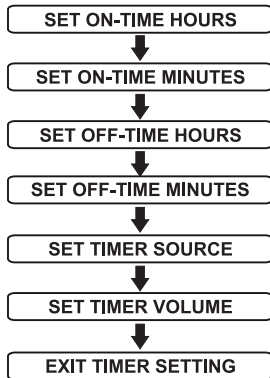 SET ON-TIME HOURS
SET ON-TIME MINUTES
SET OFF-TIME HOURS
SET OFF-TIME MINUTES
SET TIMER SOURCE
SET TIMER VOLUME
EXIT TIMER SETTING